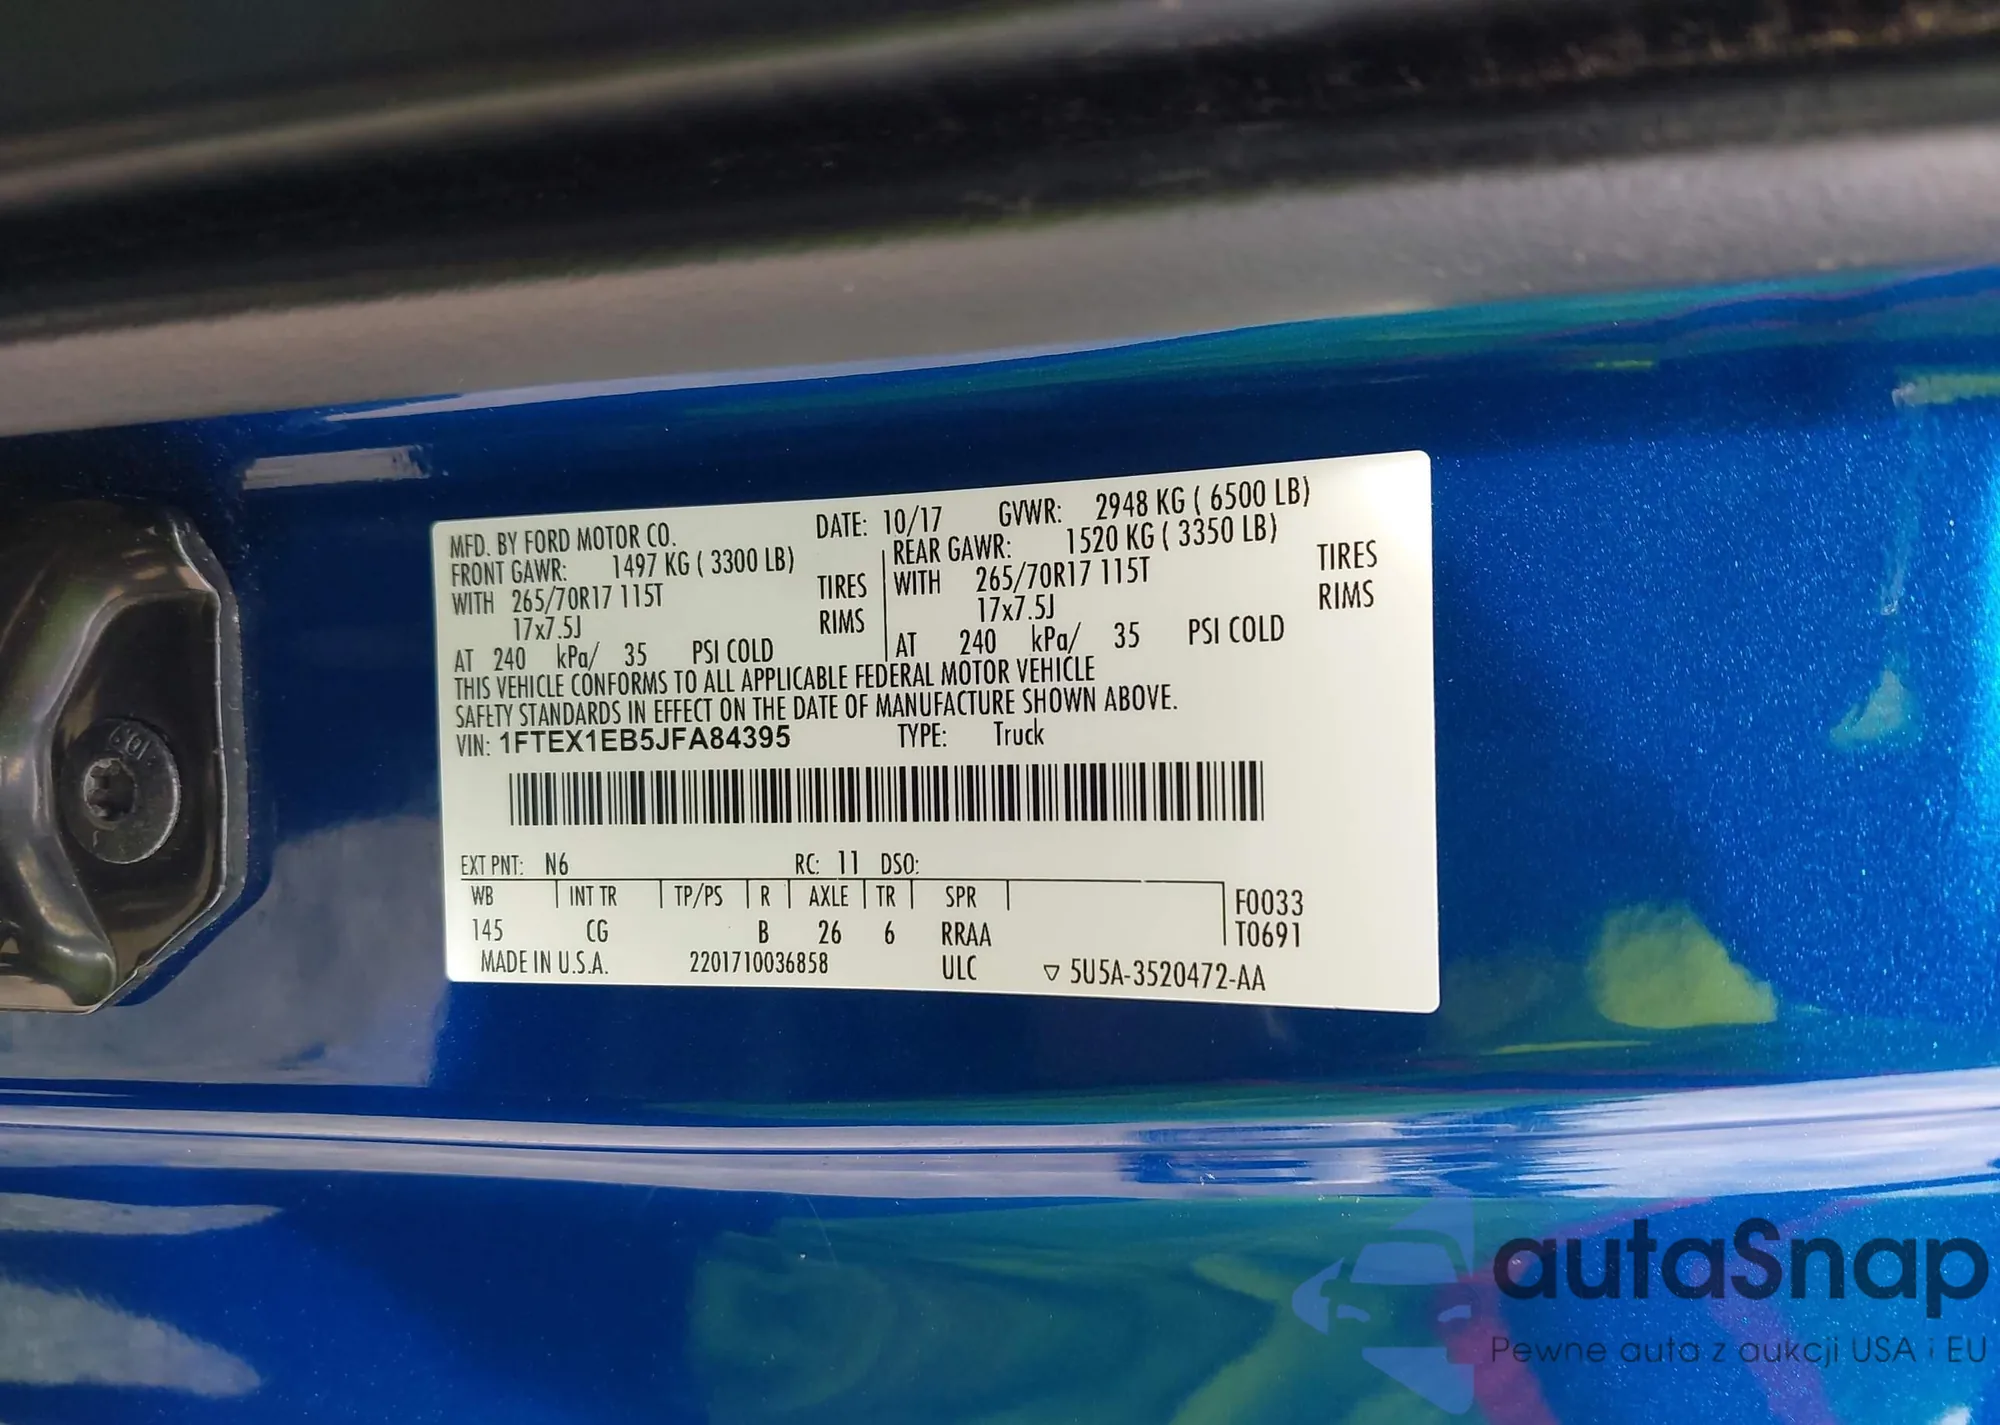 MFD. BY FORD MOTOR CO. DATE: 10/17 GVWR: 2948 KG ( 6500 LB)
FRONT GAWR: 1497 KG ( 3300 LB) REAR GAWR: 1520 KG ( 3350 LB)
WITH 265/70R17 115T TIRES WITH 265/70R17 115T TIRES
17x7.5J RIMS 17x7.5J RIMS
AT 240 kPa/ 35 PSI COLD AT 240 kPa/ 35 PSI COLD
THIS VEHICLE CONFORMS TO ALL APPLICABLE FEDERAL MOTOR VEHICLE
SAFETY STANDARDS IN EFFECT ON THE DATE OF MANUFACTURE SHOWN ABOVE.
VIN: 1FTEX1EB5JFA84395 TYPE: Truck
EXT PNT: N6 RC: 11 DSO:
WB INT TR TP/PS R AXLE TR SPR F0033
145 CG B 26 6 RRAA T0691
MADE IN U.S.A. 2201710036858 ULC ▽ 5U5A-3520472-AA
autaSnap
Pewne auta z aukcji USA i EU